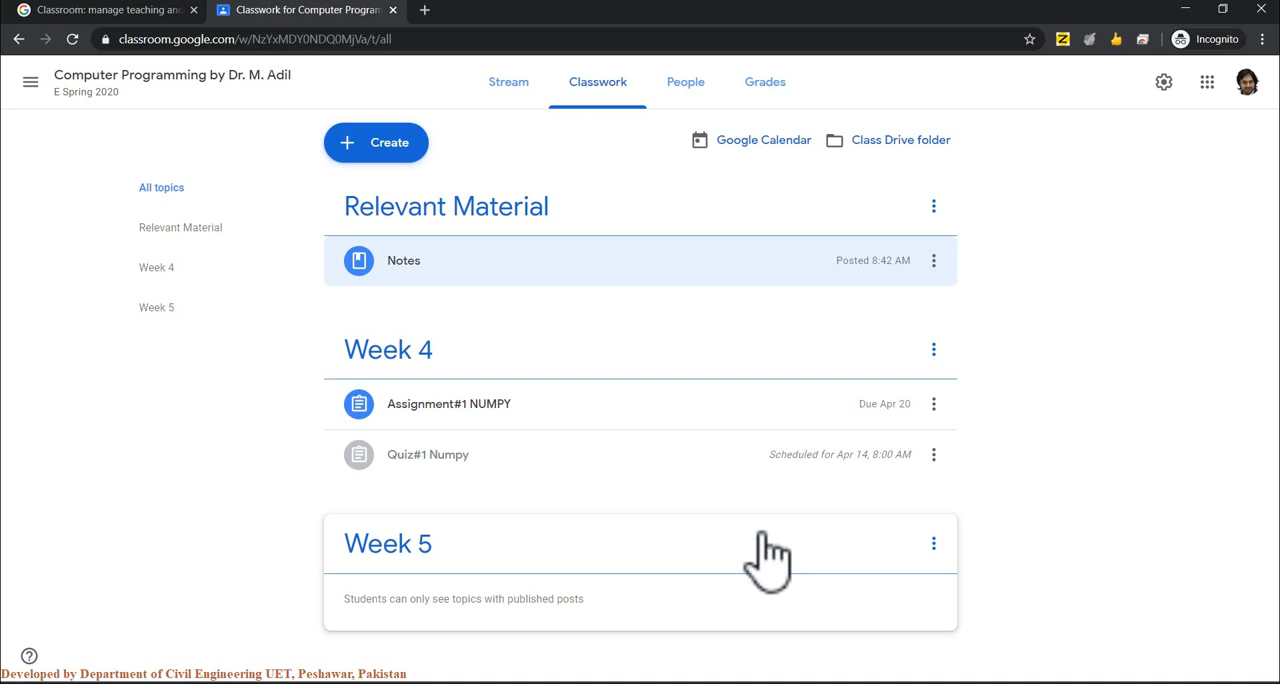 Classroom: manage teaching and
Classwork for Computer Program
classroom.google.com/w/NzYxMDY0NDQ0MjVa/t/all
Incognito
Computer Programming by Dr. M. Adil
E Spring 2020
Stream
Classwork
People
Grades
Create
Google Calendar
Class Drive folder
All topics
Relevant Material
Week 4
Week 5
Relevant Material
Notes
Posted 8:42 AM
Week 4
Assignment#1 NUMPY
Due Apr 20
Quiz#1 Numpy
Scheduled for Apr 14, 8:00 AM
Week 5
Students can only see topics with published posts
Developed by Department of Civil Engineering UET, Peshawar, Pakistan